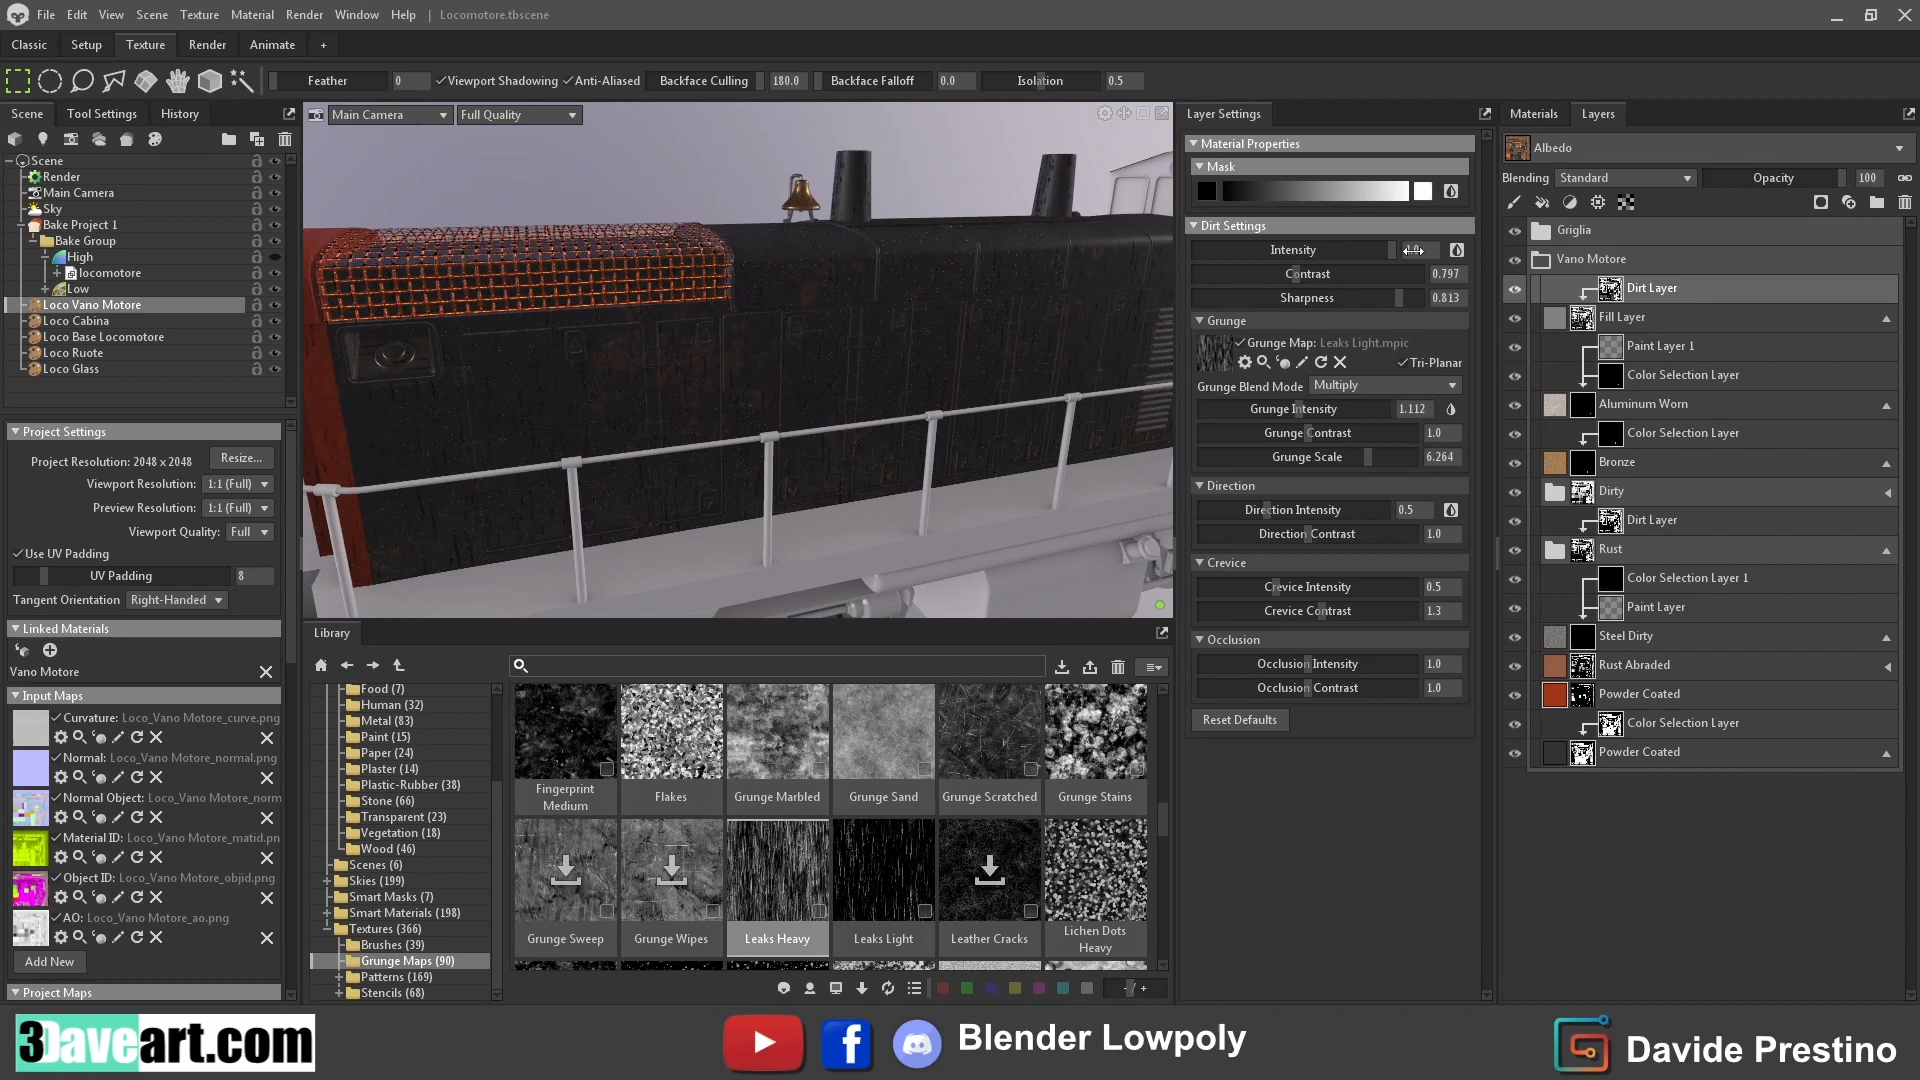 File Edit View Scene Texture Material Render Window Help | Locomotore.tbscene
Classic Setup Texture Render Animate +
Feather 0 Viewport Shadowing Anti-Aliased Backface Culling 180.0 Backface Falloff 0.0 Isolation 0.5
Scene Tool Settings History
Scene
Render
Main Camera
Sky
Bake Project 1
Bake Group
High
locomotore
Low
Loco Vano Motore
Loco Cabina
Loco Base Locomotore
Loco Ruote
Loco Glass
Project Settings
Project Resolution: 2048 x 2048 Resize...
Viewport Resolution: 1:1 (Full)
Preview Resolution: 1:1 (Full)
Viewport Quality: Full
Use UV Padding
UV Padding 8
Tangent Orientation Right-Handed
Linked Materials
Vano Motore
Input Maps
Curvature: Loco_Vano Motore_curve.png
Normal: Loco_Vano Motore_normal.png
Normal Object: Loco_Vano Motore_norm
Material ID: Loco_Vano Motore_matid.pn
Object ID: Loco_Vano Motore_objid.png
AO: Loco_Vano Motore_ao.png
Add New
Project Maps
Main Camera Full Quality
Library
Food (7)
Human (32)
Metal (83)
Paint (15)
Paper (24)
Plaster (14)
Plastic-Rubber (38)
Stone (66)
Transparent (23)
Vegetation (18)
Wood (46)
Scenes (6)
Skies (199)
Smart Masks (7)
Smart Materials (198)
Textures (366)
Brushes (39)
Grunge Maps (90)
Patterns (169)
Stencils (68)
Fingerprint Medium
Flakes
Grunge Marbled
Grunge Sand
Grunge Scratched
Grunge Stains
Grunge Sweep
Grunge Wipes
Leaks Heavy
Leaks Light
Leather Cracks
Lichen Dots Heavy
Layer Settings
Material Properties
Mask
Dirt Settings
Intensity
Contrast 0.797
Sharpness 0.813
Grunge
Grunge Map: Leaks Light.mpic
Tri-Planar
Grunge Blend Mode Multiply
Grunge Intensity 1.112
Grunge Contrast 1.0
Grunge Scale 6.264
Direction
Direction Intensity 0.5
Direction Contrast 1.0
Crevice
Crevice Intensity 0.5
Crevice Contrast 1.3
Occlusion
Occlusion Intensity 1.0
Occlusion Contrast 1.0
Reset Defaults
Materials Layers
Albedo
Blending Standard Opacity 100
Griglia
Vano Motore
Dirt Layer
Fill Layer
Paint Layer 1
Color Selection Layer
Aluminum Worn
Color Selection Layer
Bronze
Dirty
Dirt Layer
Rust
Color Selection Layer 1
Paint Layer
Steel Dirty
Rust Abraded
Powder Coated
Color Selection Layer
Powder Coated
3Daveart.com
Blender Lowpoly
Davide Prestino